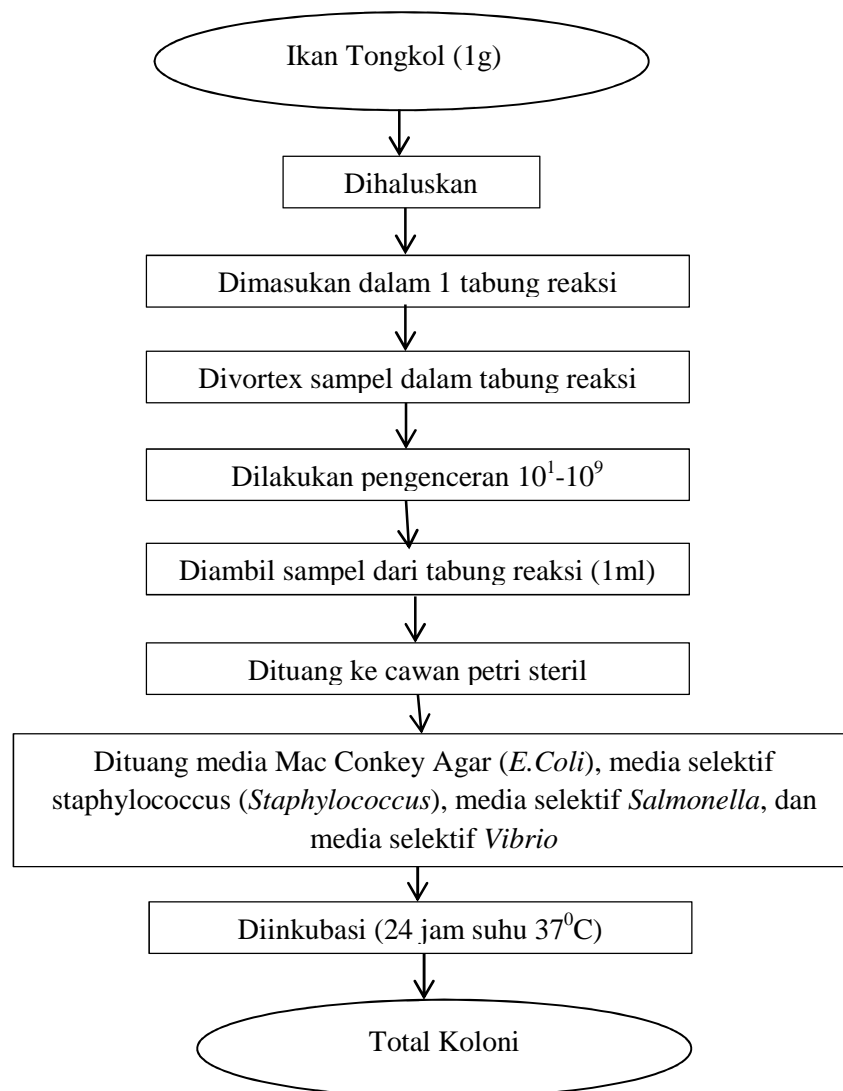 Ikan Tongkol (1g)
Dihaluskan
Dimasukan dalam 1 tabung reaksi
Divortex sampel dalam tabung reaksi
Dilakukan pengenceran 10¹-10⁹
Diambil sampel dari tabung reaksi (1ml)
Dituang ke cawan petri steril
Dituang media Mac Conkey Agar (E.Coli), media selektif
staphylococcus (Staphylococcus), media selektif Salmonella, dan
media selektif Vibrio
Diinkubasi (24 jam suhu 37⁰C)
Total Koloni